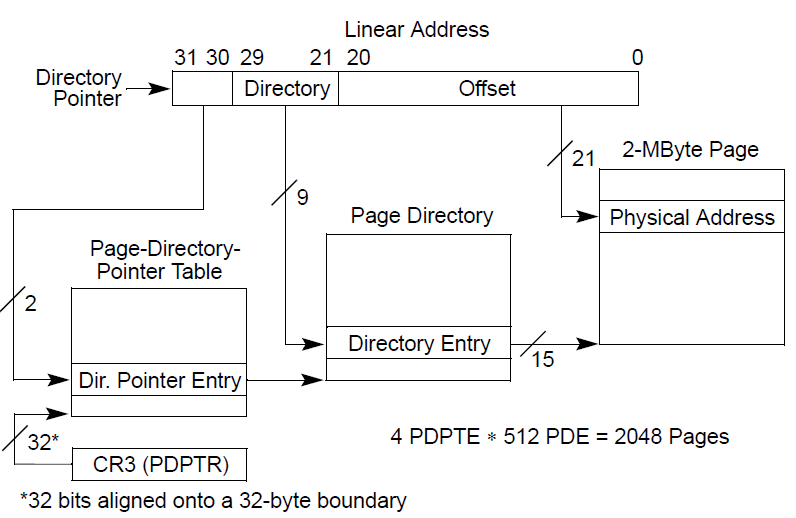 Linear Address
31 30 29 21 20 0
Directory
Pointer
Directory
Offset
21
2-MByte Page
9
Physical Address
Page Directory
Page-Directory-
Pointer Table
2
Directory Entry
15
Dir. Pointer Entry
32*
4 PDPTE * 512 PDE = 2048 Pages
CR3 (PDPTR)
*32 bits aligned onto a 32-byte boundary